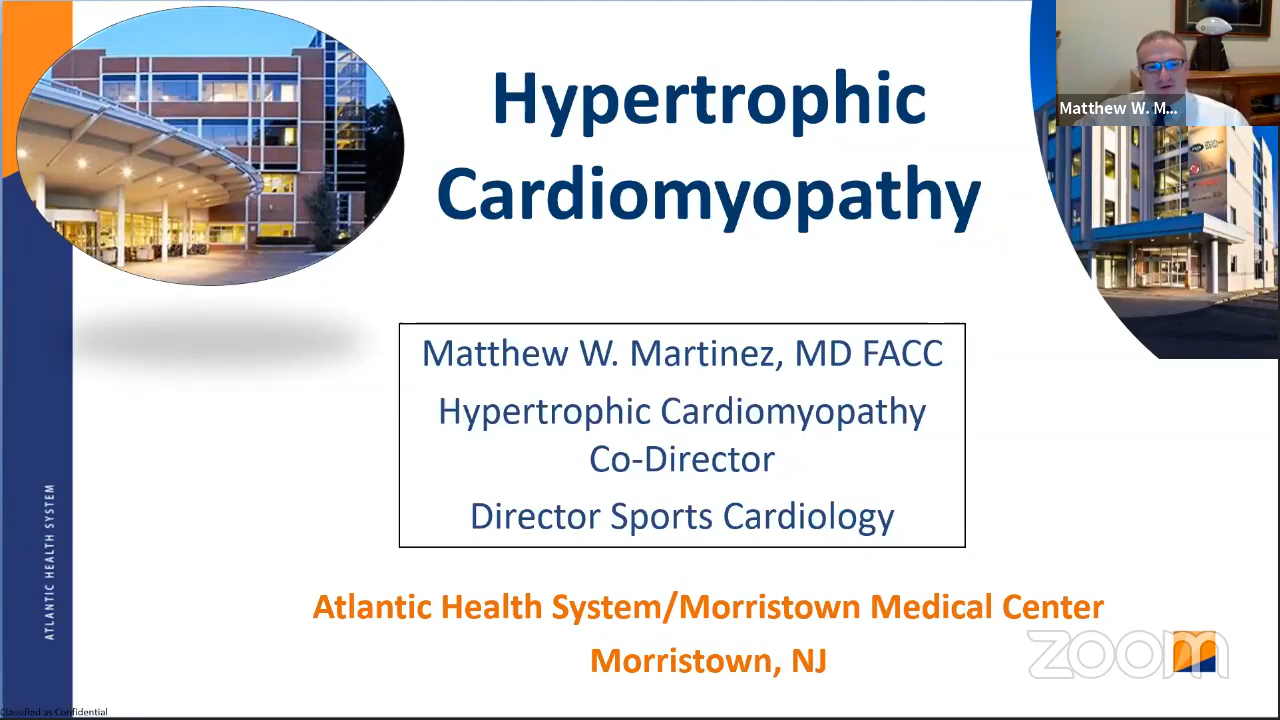 Hypertrophic
Cardiomyopathy
Matthew W. M...
Matthew W. Martinez, MD FACC
Hypertrophic Cardiomyopathy
Co-Director
Director Sports Cardiology
Atlantic Health System/Morristown Medical Center
Morristown, NJ
ATLANTIC HEALTH SYSTEM
zoom
Classified as Confidential